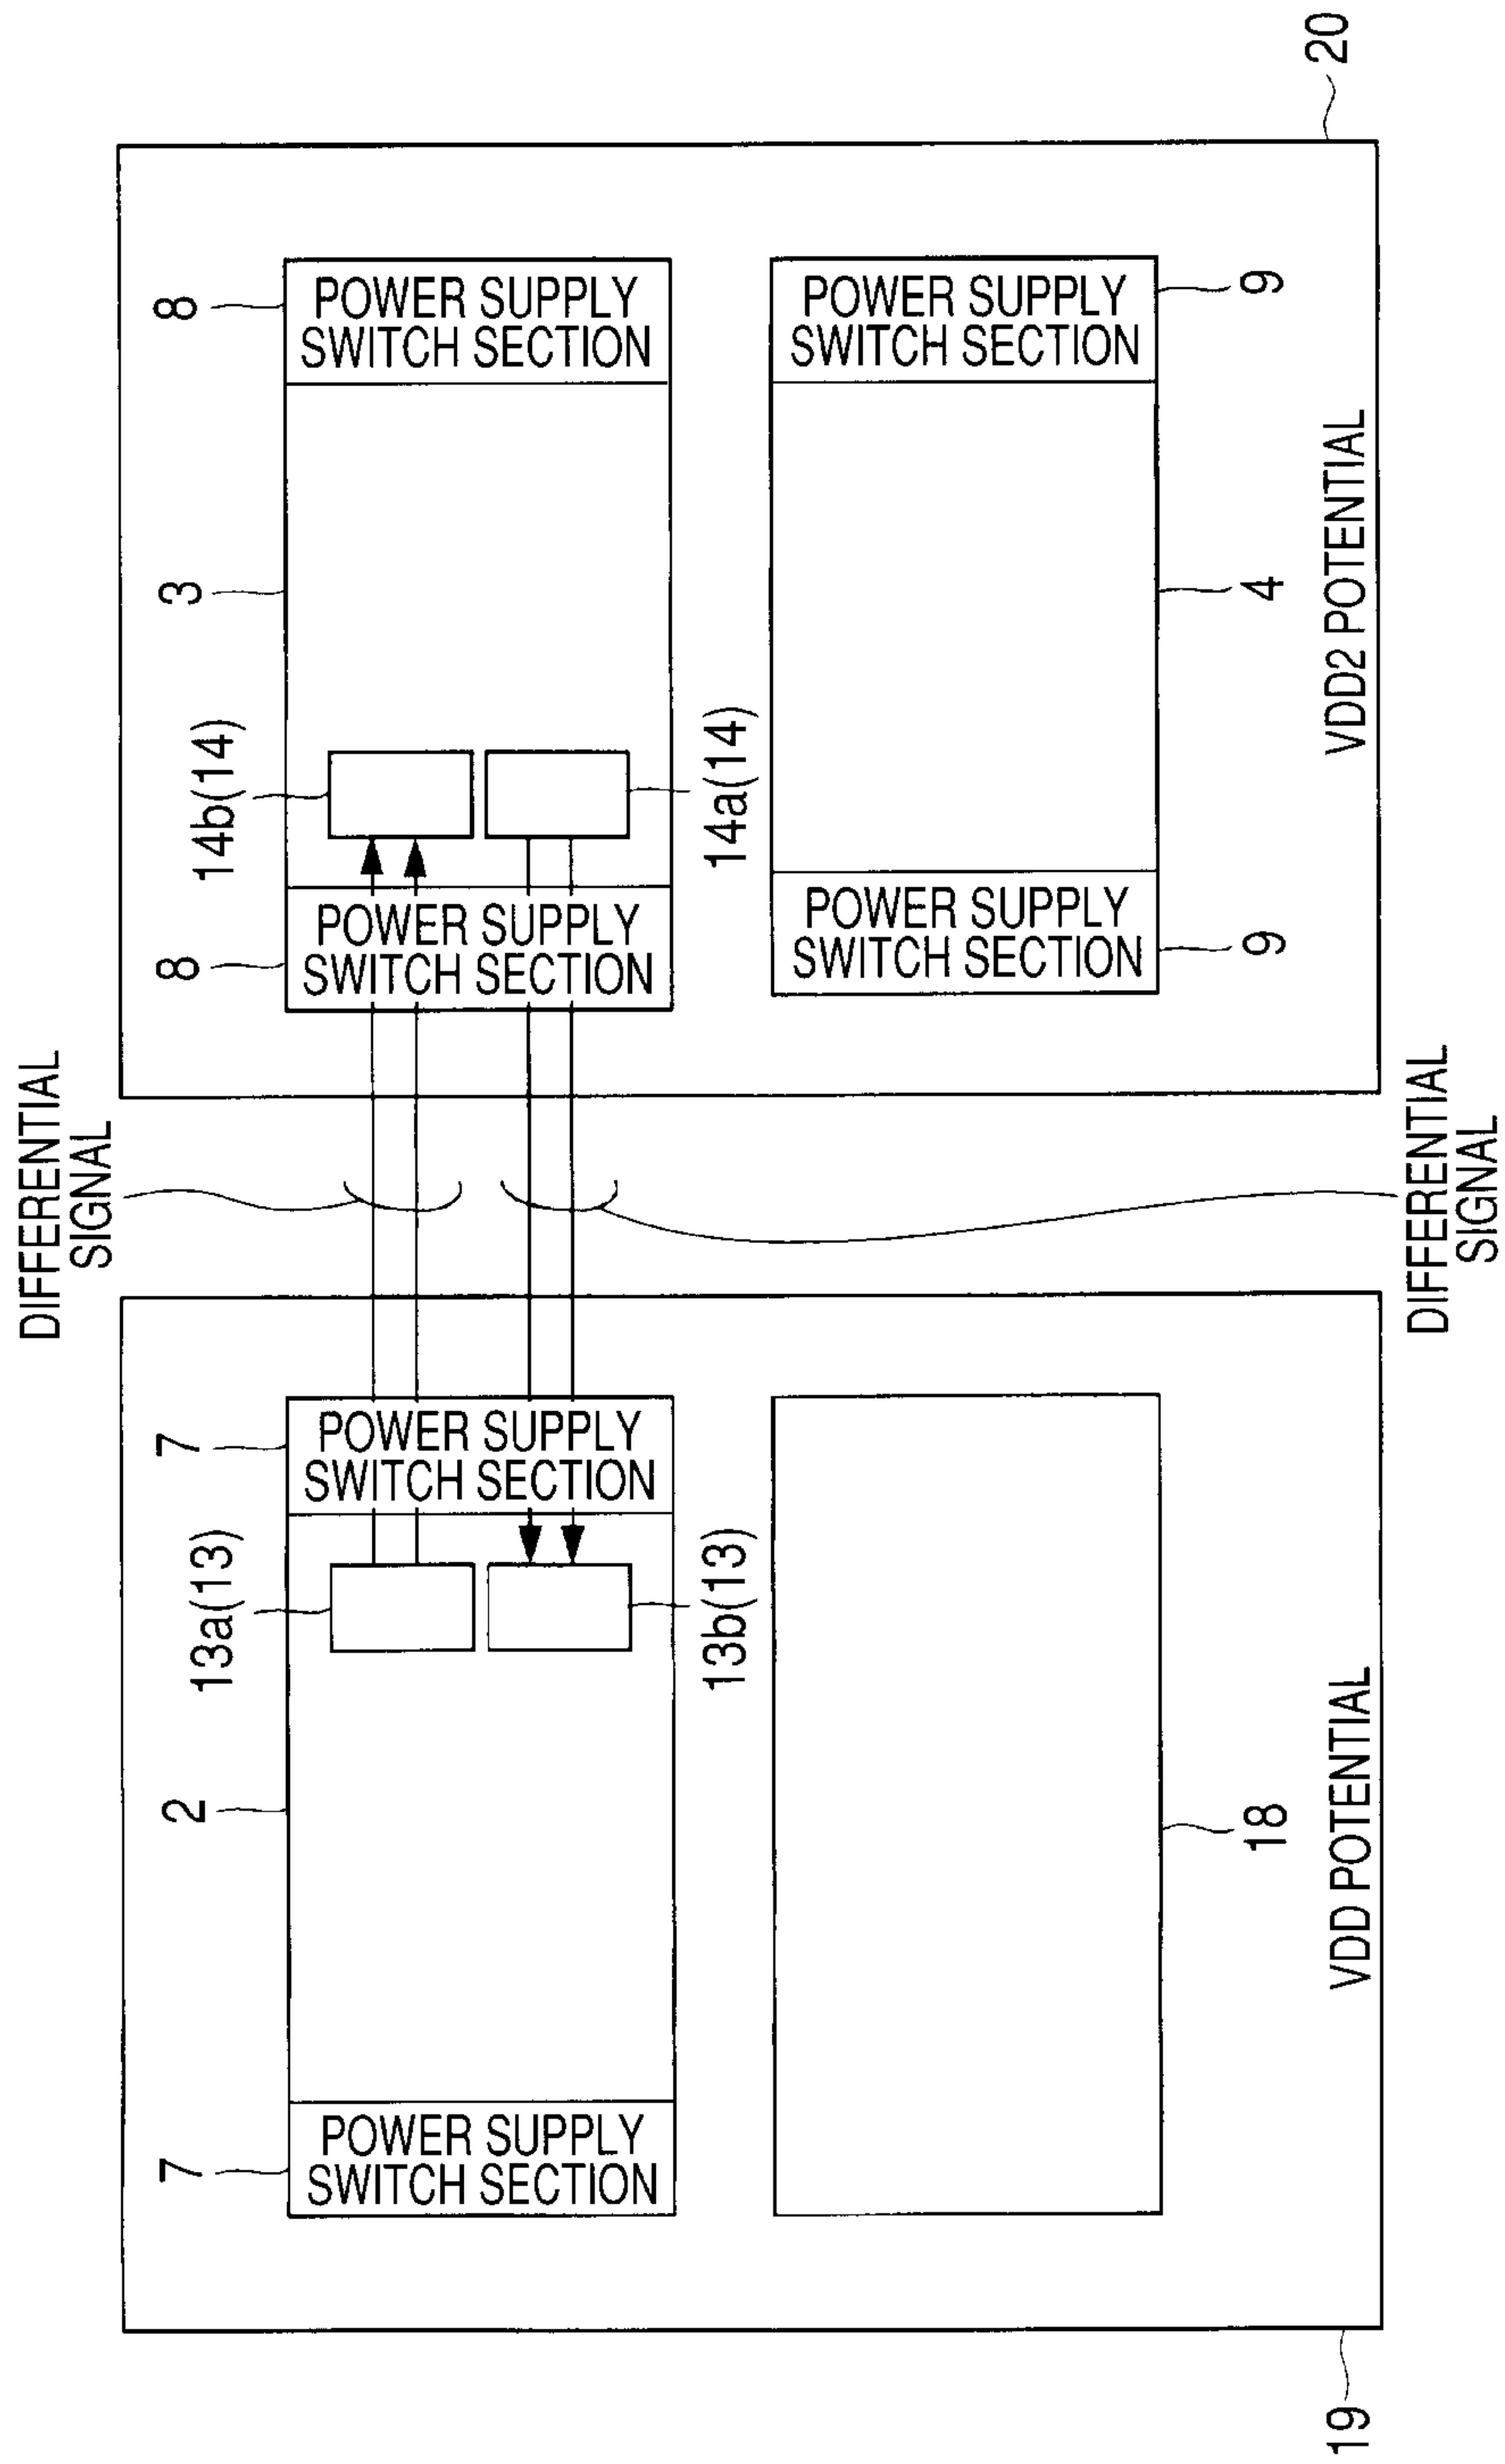 20
8
POWER SUPPLY
SWITCH SECTION
POWER SUPPLY
SWITCH SECTION
9
3
4
VDD2 POTENTIAL
14b(14)
14a(14)
8
POWER SUPPLY
SWITCH SECTION
POWER SUPPLY
SWITCH SECTION
9
DIFFERENTIAL
SIGNAL
DIFFERENTIAL
SIGNAL
7
POWER SUPPLY
SWITCH SECTION
13a(13)
13b(13)
2
18
VDD POTENTIAL
7
POWER SUPPLY
SWITCH SECTION
19